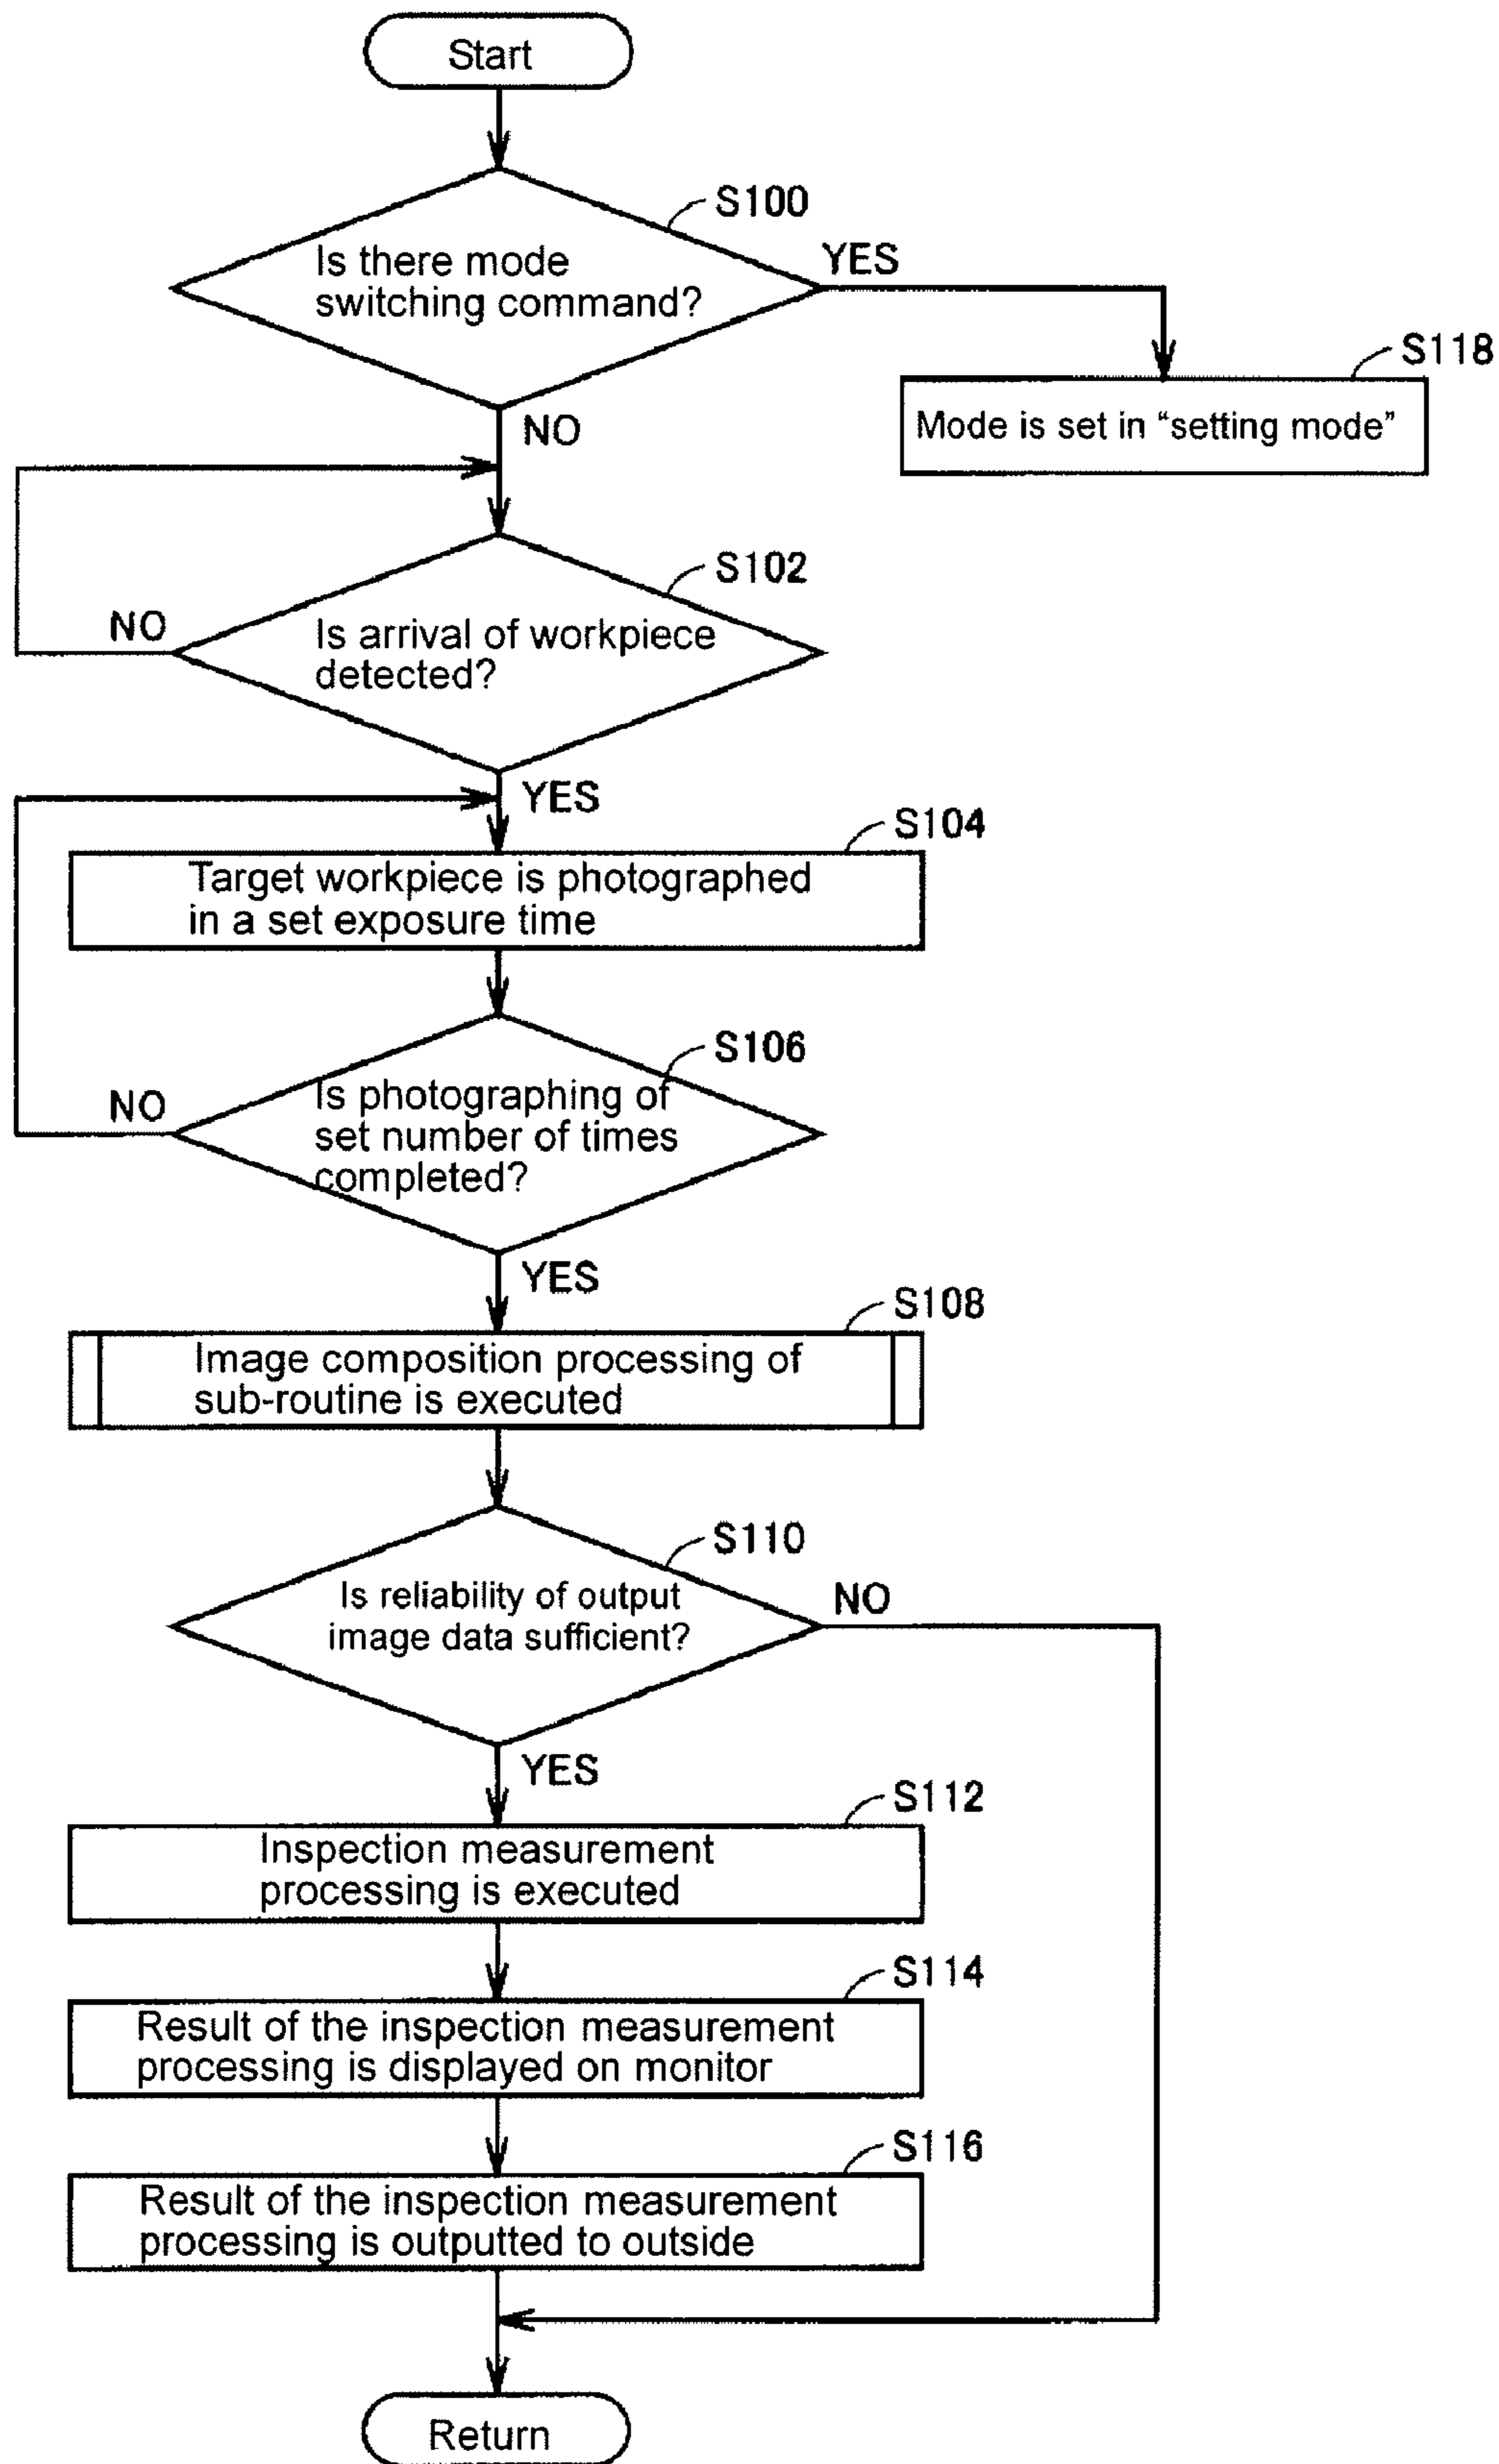 Start
S100
Is there mode
switching command?
YES
S118
Mode is set in “setting mode”
NO
S102
NO
Is arrival of workpiece
detected?
YES
S104
Target workpiece is photographed
in a set exposure time
S106
NO
Is photographing of
set number of times
completed?
YES
S108
Image composition processing of
sub-routine is executed
S110
NO
Is reliability of output
image data sufficient?
YES
S112
Inspection measurement
processing is executed
S114
Result of the inspection measurement
processing is displayed on monitor
S116
Result of the inspection measurement
processing is outputted to outside
Return